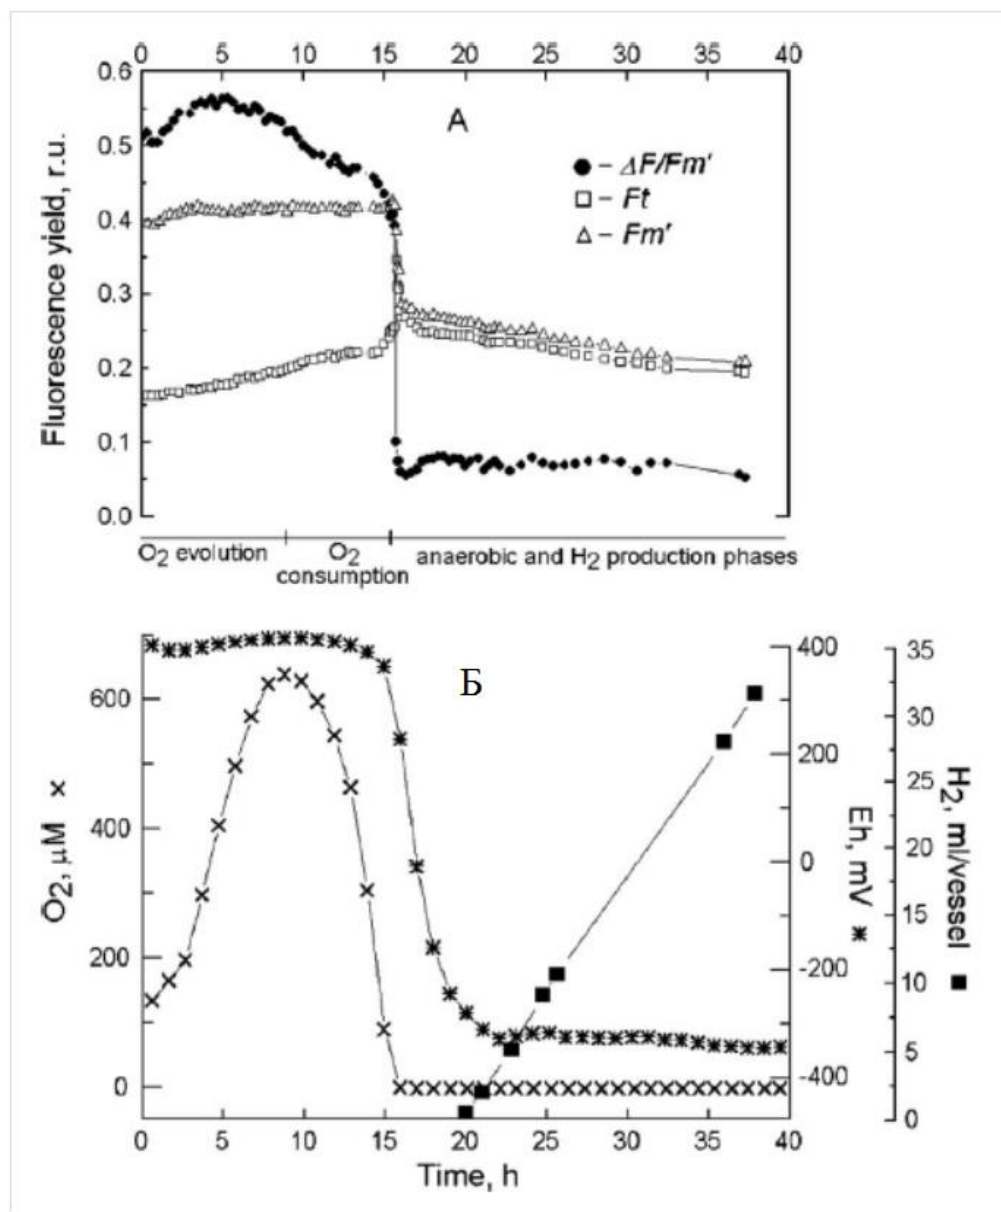 0 5 10 15 20 25 30 35 40
0.6
0.5
0.4
0.3
0.2
0.1
0.0
Fluorescence yield, r.u.
А
● – ΔF/Fm'
□ – Ft
△ – Fm'
O₂ evolution
O₂
consumption
anaerobic and H₂ production phases
Б
600
400
200
0
O₂, μM ×
400
200
0
-200
-400
Eh, mV ✳
35
30
25
20
15
10
5
0
H₂, ml/vessel ■
0 5 10 15 20 25 30 35 40
Time, h